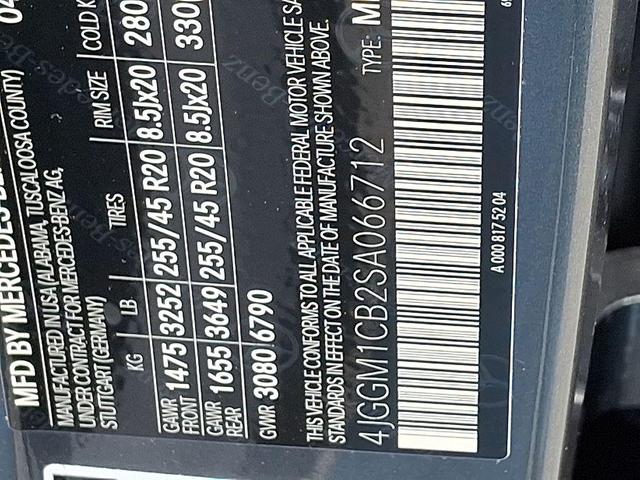 MFD BY MERCEDES-BE
04
MANUFACTURED IN USA (ALABAMA, TUSCALOOSA COUNTY)
UNDER CONTRACT FOR MERCEDES-BENZ AG,
STUTTGART (GERMANY)
KG LB TIRES RIM SIZE COLD K
GAWR FRONT 1475 3252 255/45 R20 8.5Jx20 280
GAWR REAR 1655 3649 255/45 R20 8.5Jx20 330
GVWR 3080 6790
THIS VEHICLE CONFORMS TO ALL APPLICABLE FEDERAL MOTOR VEHICLE SA
STANDARDS IN EFFECT ON THE DATE OF MANUFACTURE SHOWN ABOVE.
4JGGM1CB2SA066712 TYPE: M
A 000 817 52 04